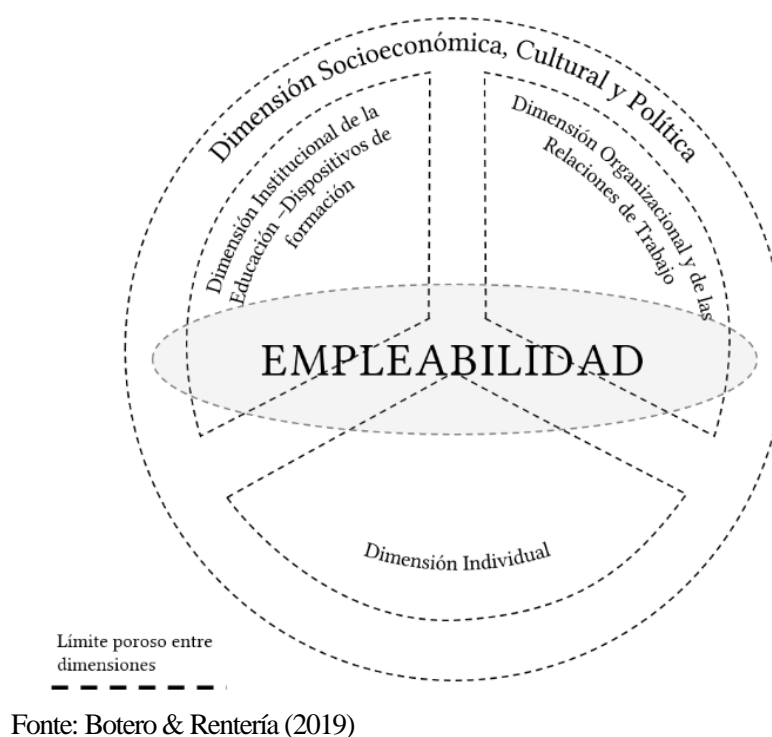 Dimensión Socioeconómica, Cultural y Política
Dimensión Institucional de la
Educación –Dispositivos de
formación
Dimensión Organizacional y de las
Relaciones de Trabajo
EMPLEABILIDAD
Dimensión Individual
Límite poroso entre
dimensiones
Fonte: Botero & Rentería (2019)